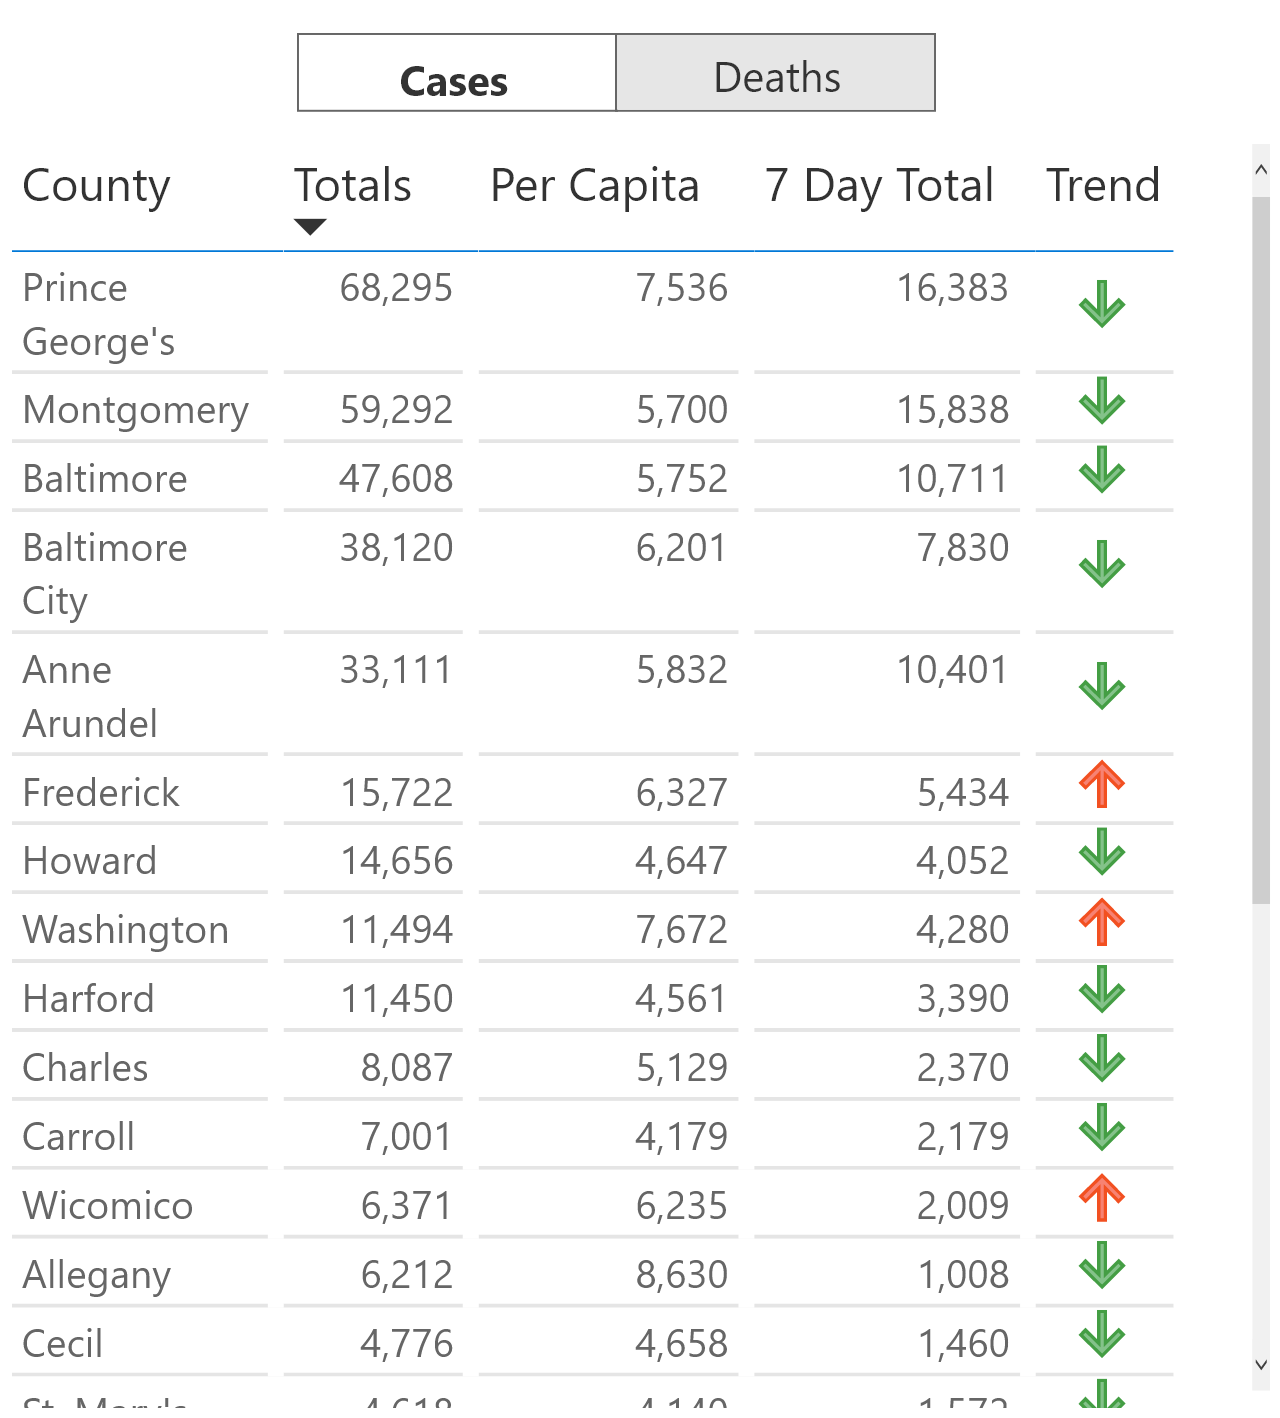 Cases Deaths
County Totals Per Capita 7 Day Total Trend
Prince 68,295 7,536 16,383
George's
Montgomery 59,292 5,700 15,838
Baltimore 47,608 5,752 10,711
Baltimore 38,120 6,201 7,830
City
Anne 33,111 5,832 10,401
Arundel
Frederick 15,722 6,327 5,434
Howard 14,656 4,647 4,052
Washington 11,494 7,672 4,280
Harford 11,450 4,561 3,390
Charles 8,087 5,129 2,370
Carroll 7,001 4,179 2,179
Wicomico 6,371 6,235 2,009
Allegany 6,212 8,630 1,008
Cecil 4,776 4,658 1,460
St. Mary's